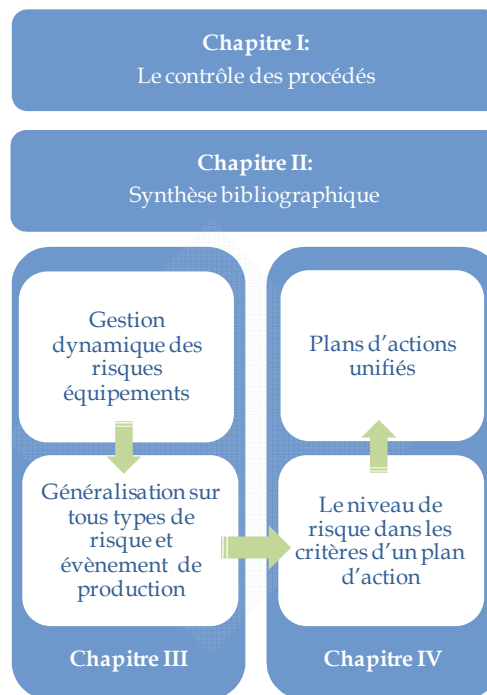 Chapitre I:
Le contrôle des procédés
Chapitre II:
Synthèse bibliographique
Gestion
dynamique des
risques
équipements
Généralisation sur
tous types de
risque et
évènement de
production
Chapitre III
Plans d’actions
unifiés
Le niveau de
risque dans les
critères d’un plan
d’action
Chapitre IV